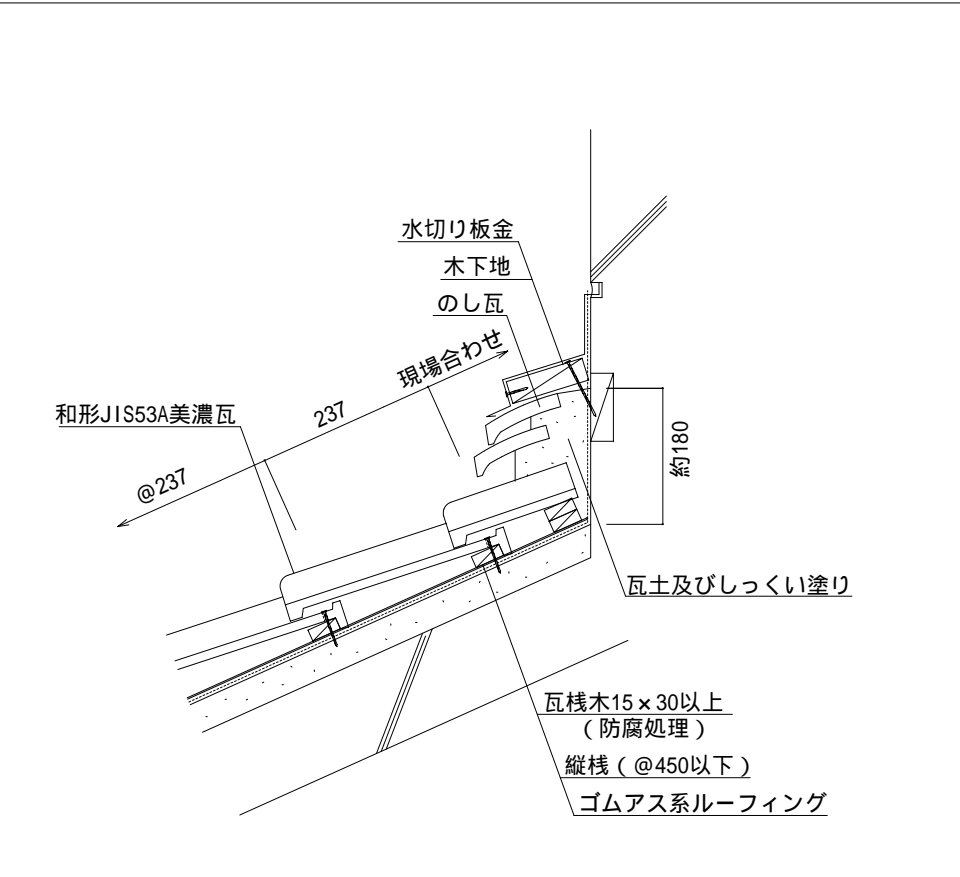 水切り板金
木下地
のし瓦
現場合わせ
237
和形JIS53A美濃瓦
@237
約180
瓦土及びしっくい塗り
瓦桟木15×30以上
(防腐処理)
縦桟(@450以下)
ゴムアス系ルーフィング